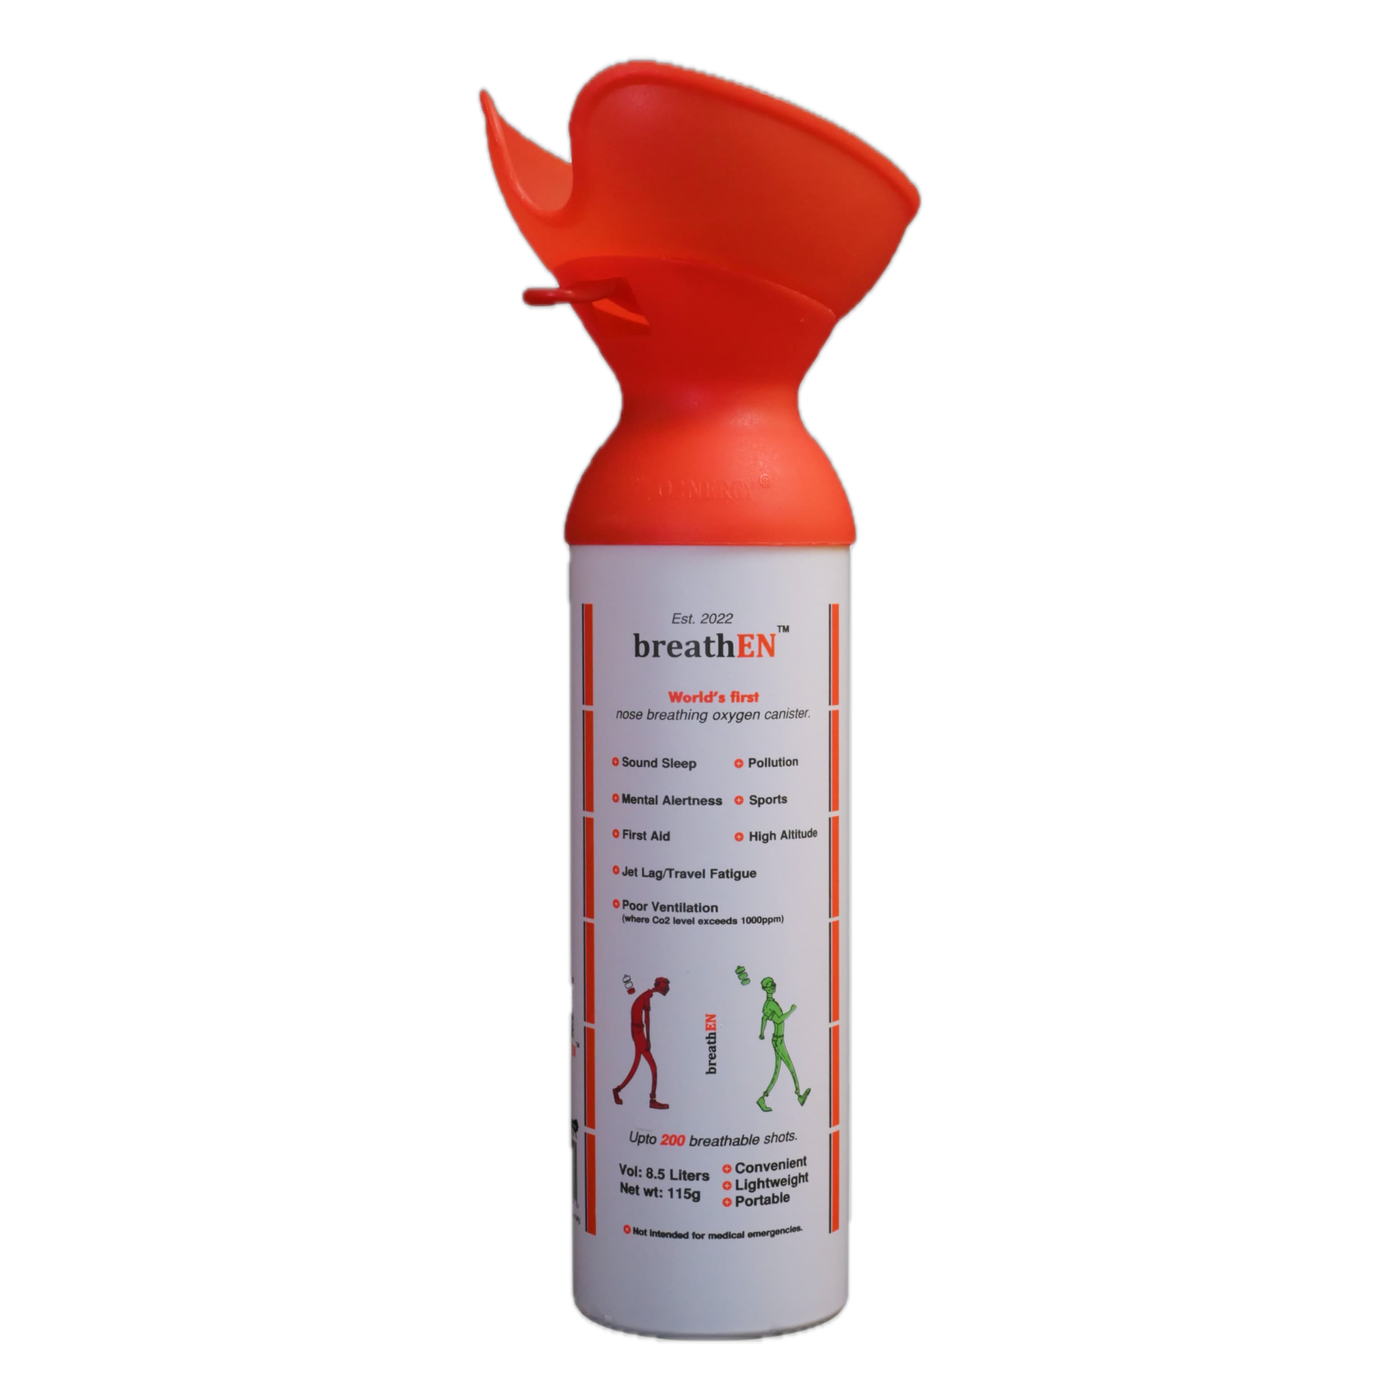 Est. 2022
breathEN™
World's first
nose breathing oxygen canister.
Sound Sleep
Pollution
Mental Alertness
Sports
First Aid
High Altitude
Jet Lag/Travel Fatigue
Poor Ventilation
(where Co2 level exceeds 1000ppm)
breathEN
Upto 200 breathable shots.
Vol: 8.5 Liters
Net wt: 115g
Convenient
Lightweight
Portable
Not intended for medical emergencies.